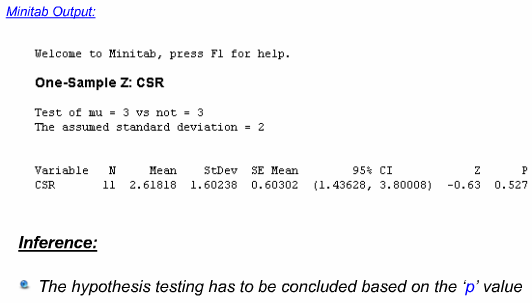 Minitab Output:
Welcome to Minitab, press F1 for help.
One-Sample Z: CSR
Test of mu = 3 vs not = 3
The assumed standard deviation = 2
Variable N Mean StDev SE Mean 95% CI Z P
CSR 11 2.61818 1.60238 0.60302 (1.43628, 3.80008) -0.63 0.527
Inference:
The hypothesis testing has to be concluded based on the 'p' value